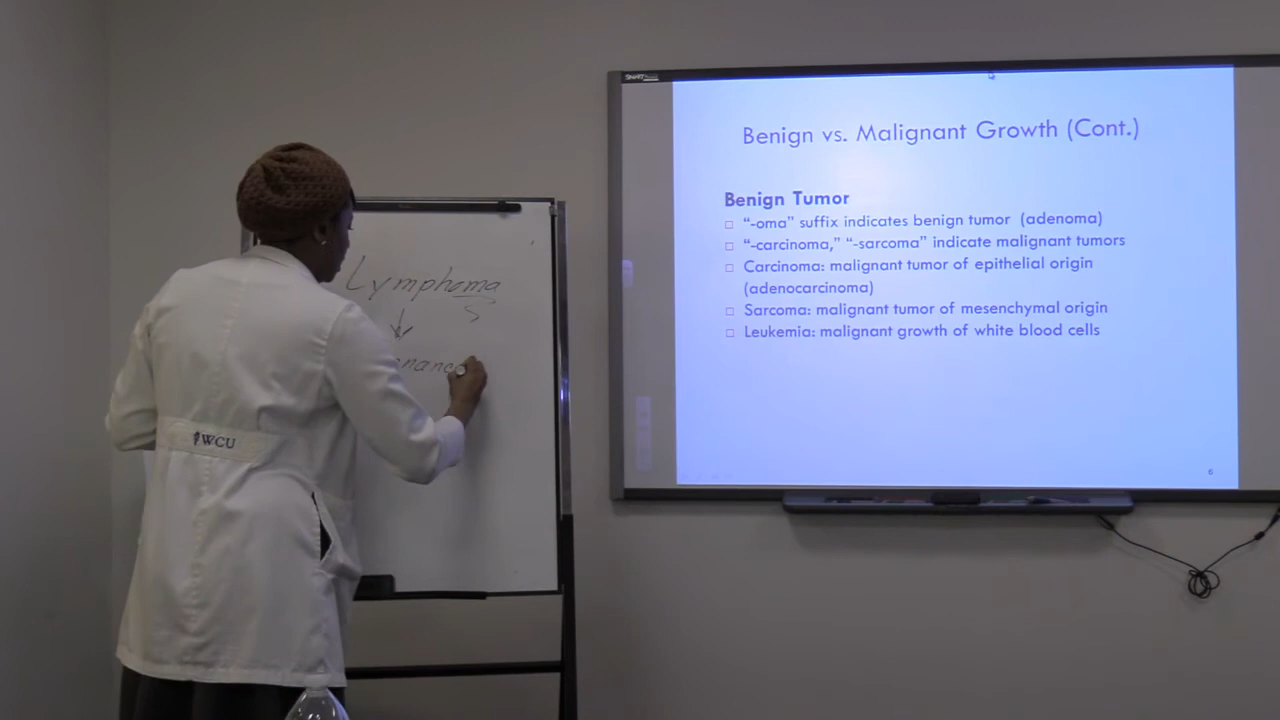 Lymphoma
WCU
SMART
Benign vs. Malignant Growth (Cont.)
Benign Tumor
□ “-oma” suffix indicates benign tumor (adenoma)
□ “-carcinoma,” “-sarcoma” indicate malignant tumors
□ Carcinoma: malignant tumor of epithelial origin
(adenocarcinoma)
□ Sarcoma: malignant tumor of mesenchymal origin
□ Leukemia: malignant growth of white blood cells
6